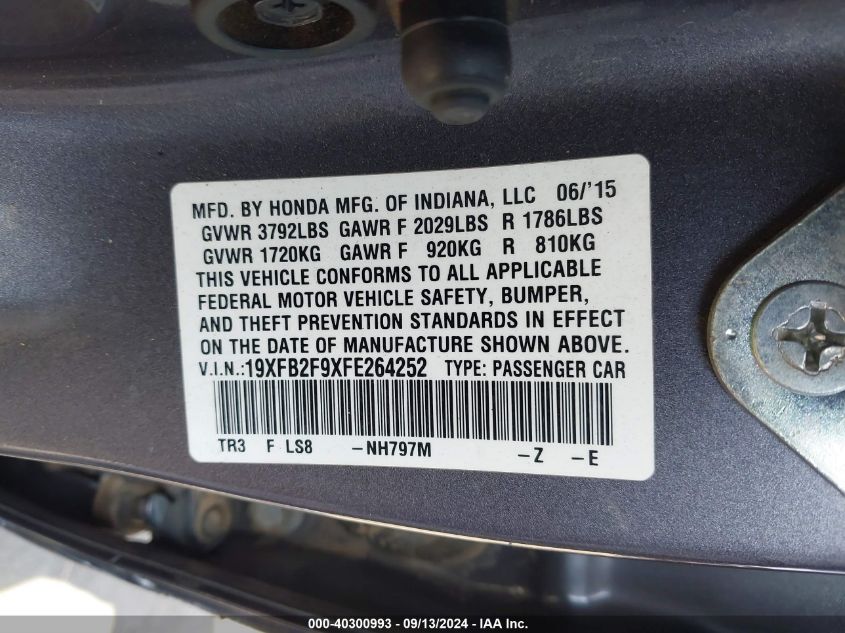 MFD. BY HONDA MFG. OF INDIANA, LLC 06/'15
GVWR 3792LBS GAWR F 2029LBS R 1786LBS
GVWR 1720KG GAWR F 920KG R 810KG
THIS VEHICLE CONFORMS TO ALL APPLICABLE
FEDERAL MOTOR VEHICLE SAFETY, BUMPER,
AND THEFT PREVENTION STANDARDS IN EFFECT
ON THE DATE OF MANUFACTURE SHOWN ABOVE.
V.I.N.:19XFB2F9XFE264252 TYPE: PASSENGER CAR
TR3 F LS8 -NH797M -Z -E
000-40300993 - 09/13/2024 - IAA Inc.